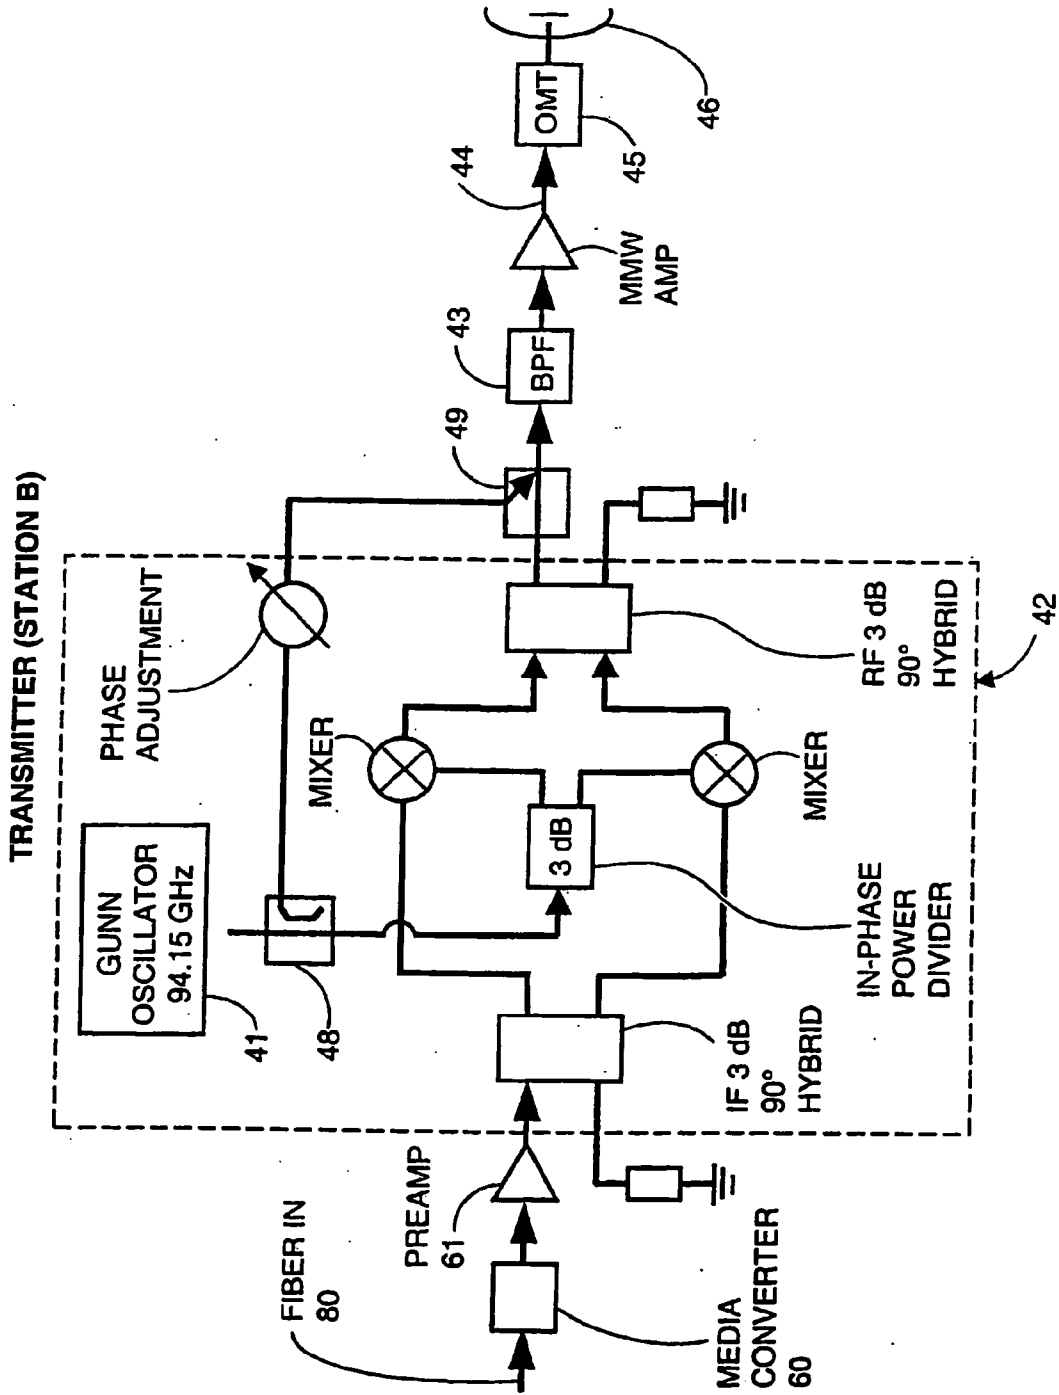 TRANSMITTER (STATION B)
GUNN
OSCILLATOR
94.15 GHz
41
48
PHASE
ADJUSTMENT
MIXER
49
43
BPF
44
MMW
AMP
OMT
45
46
FIBER IN
80
PREAMP
61
MEDIA
CONVERTER
60
IF 3 dB
90°
HYBRID
3 dB
IN-PHASE
POWER
DIVIDER
MIXER
RF 3 dB
90°
HYBRID
42